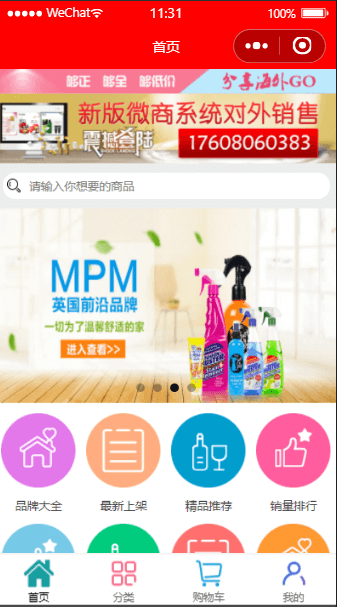 WeChat
11:31
100%
首页
够正 够全 够低价
分享海外GO
新版微商系统对外销售
震撼登陆
17608060383
请输入你想要的商品
MPM
英国前沿品牌
一切为了温馨舒适的家
进入查看>>
品牌大全
最新上架
精品推荐
销量排行
首页
分类
购物车
我的